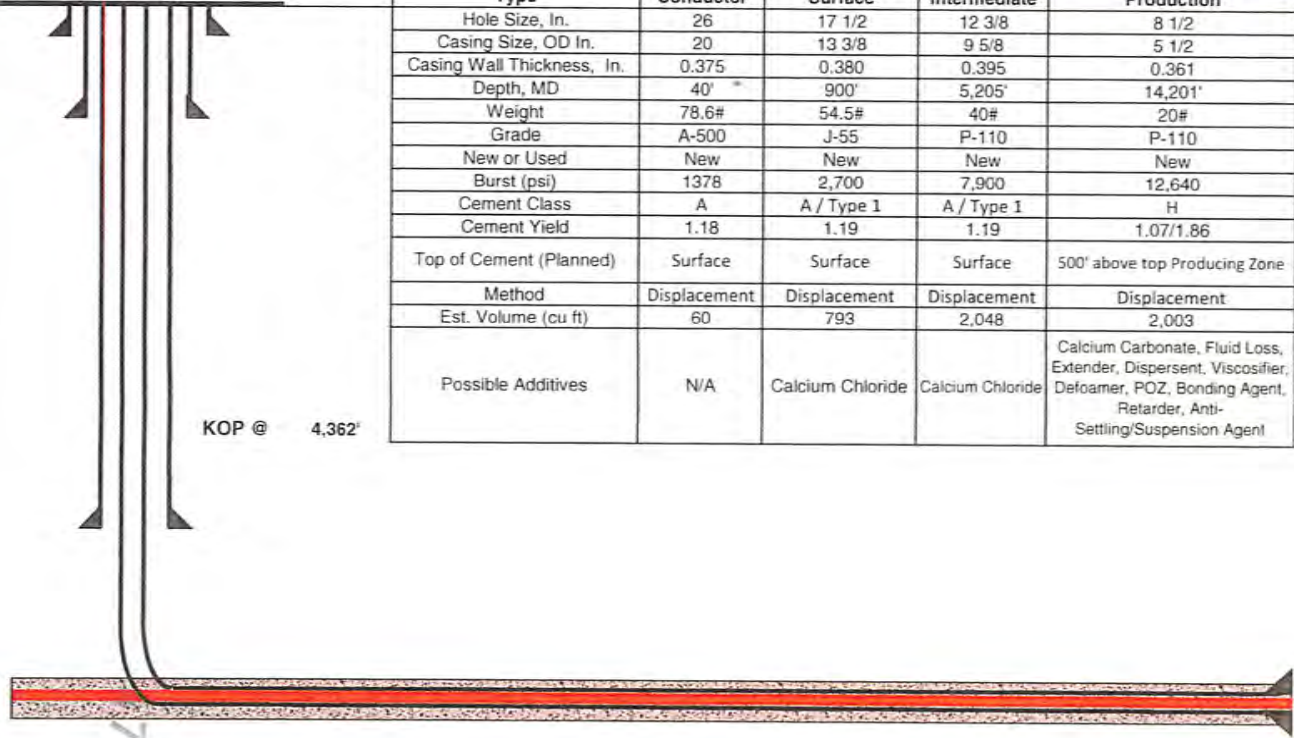 Type Conductor Surface Intermediate Production
Hole Size, In. 26 17 1/2 12 3/8 8 1/2
Casing Size, OD In. 20 13 3/8 9 5/8 5 1/2
Casing Wall Thickness, In. 0.375 0.380 0.395 0.361
Depth, MD 40' 900' 5,205' 14,201'
Weight 78.6# 54.5# 40# 20#
Grade A-500 J-55 P-110 P-110
New or Used New New New New
Burst (psi) 1378 2,700 7,900 12,640
Cement Class A A / Type 1 A / Type 1 H
Cement Yield 1.18 1.19 1.19 1.07/1.86
Top of Cement (Planned) Surface Surface Surface 500' above top Producing Zone
Method Displacement Displacement Displacement Displacement
Est. Volume (cu ft) 60 793 2,048 2,003
Possible Additives N/A Calcium Chloride Calcium Chloride Calcium Carbonate, Fluid Loss,
Extender, Dispersent, Viscosifier,
Defoamer, POZ, Bonding Agent,
Retarder, Anti-
Settling/Suspension Agent
KOP @ 4,362'